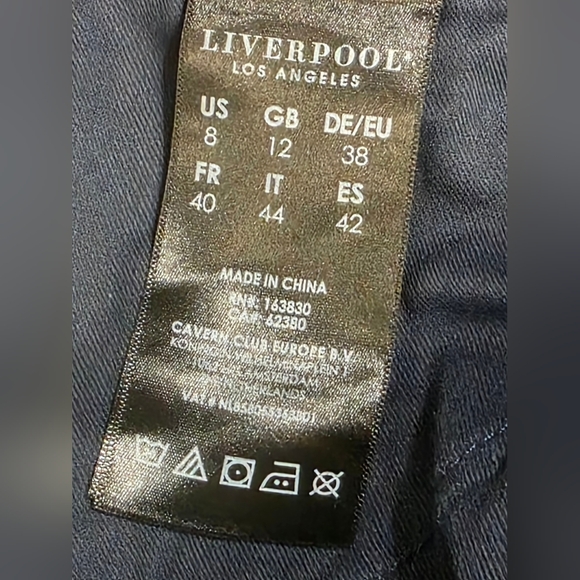 LIVERPOOL
LOS ANGELES
US GB DE/EU
8 12 38
FR IT ES
40 44 42
MADE IN CHINA
RN#: 163830
CA#: 62380
CAVERN CLUB EUROPE B.V.